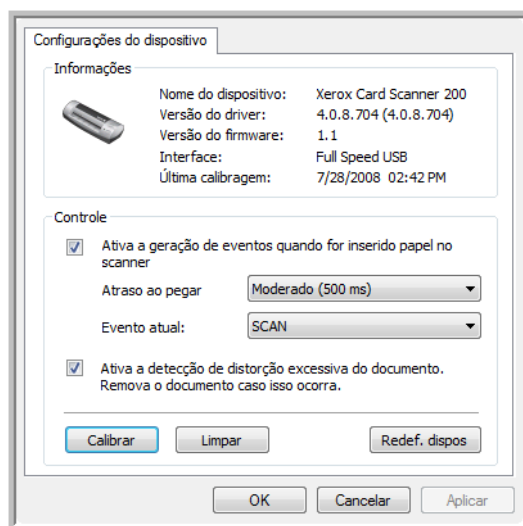 Configurações do dispositivo
Informações
Nome do dispositivo: Xerox Card Scanner 200
Versão do driver: 4.0.8.704 (4.0.8.704)
Versão do firmware: 1.1
Interface: Full Speed USB
Última calibragem: 7/28/2008 02:42 PM
Controle
Ativa a geração de eventos quando for inserido papel no
scanner
Atraso ao pegar Moderado (500 ms)
Evento atual: SCAN
Ativa a detecção de distorção excessiva do documento.
Remova o documento caso isso ocorra.
Calibrar Limpar Redef. dispos
OK Cancelar Aplicar